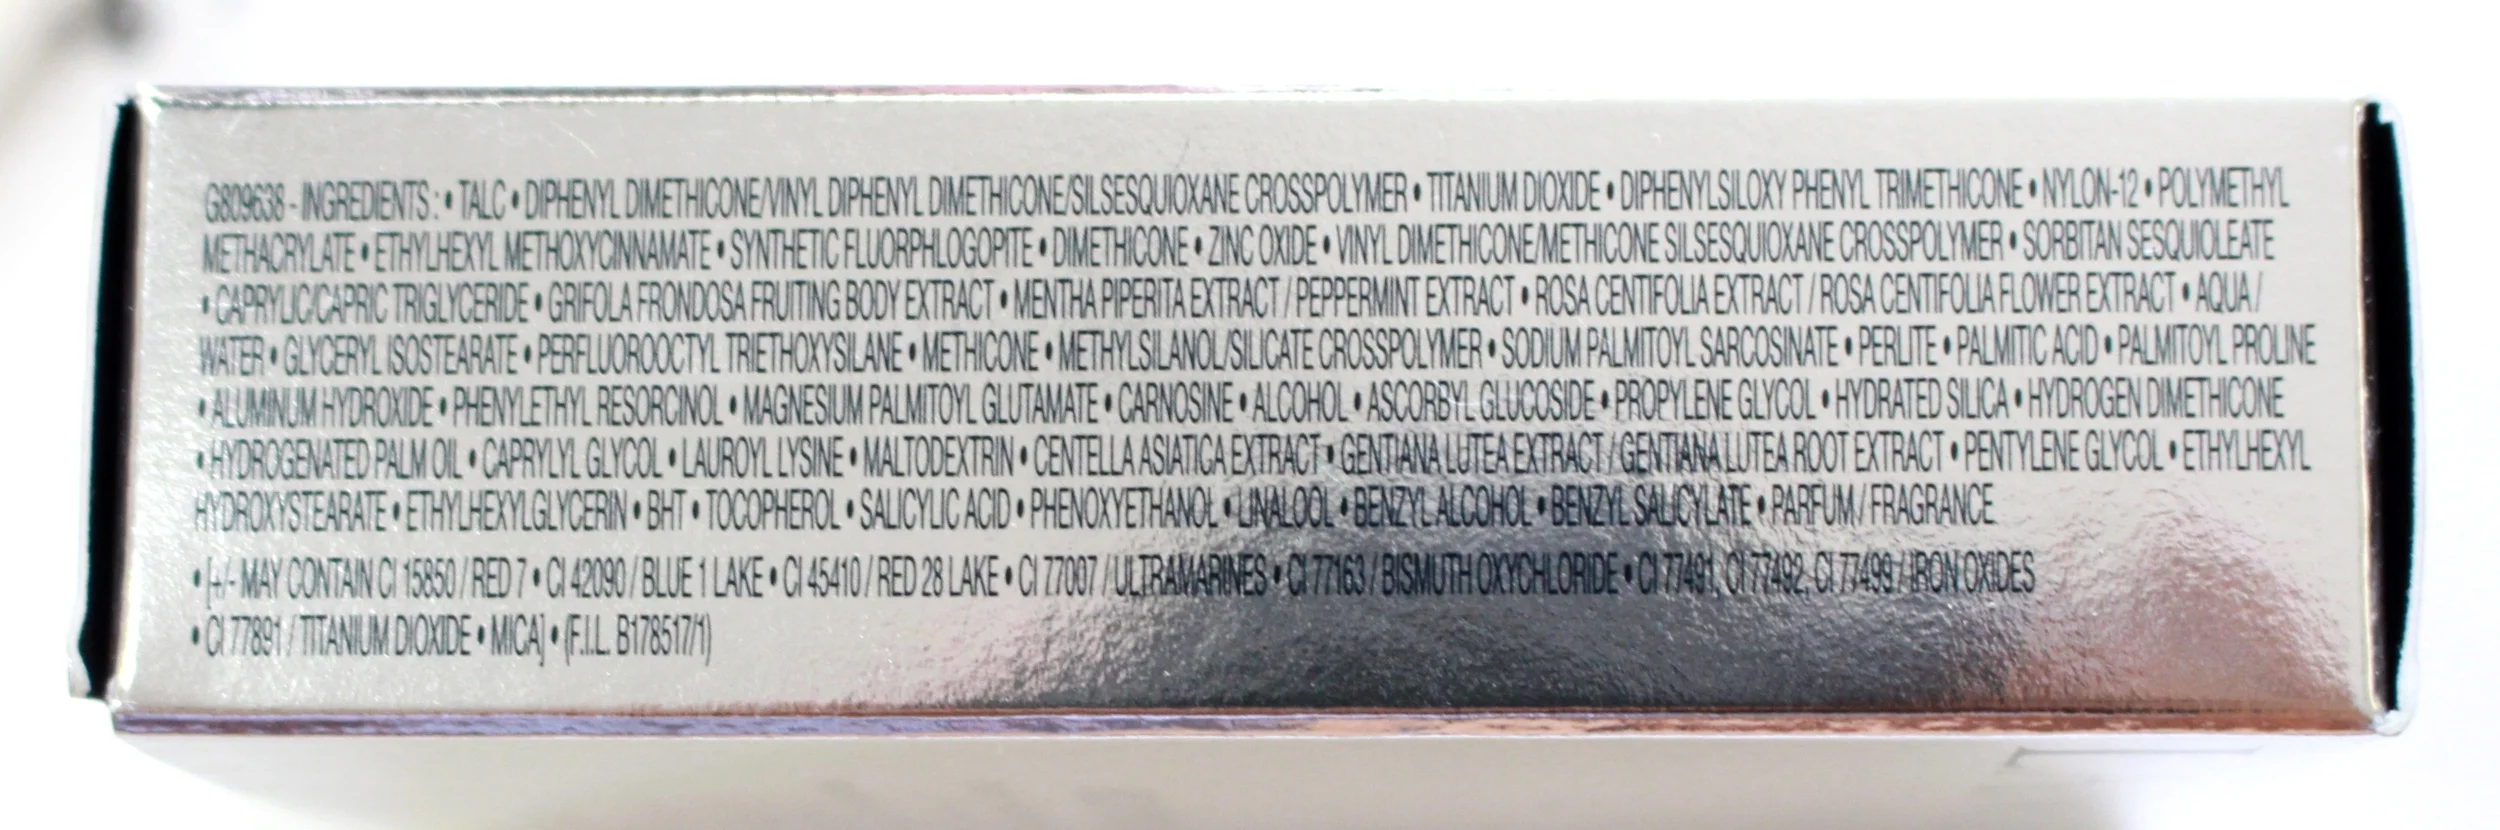 G809638 - INGREDIENTS : • TALC • DIPHENYL DIMETHICONE/VINYL DIPHENYL DIMETHICONE/SILSESQUIOXANE CROSSPOLYMER • TITANIUM DIOXIDE • DIPHENYLSILOXY PHENYL TRIMETHICONE • NYLON-12 • POLYMETHYL
METHACRYLATE • ETHYLHEXYL METHOXYCINNAMATE • SYNTHETIC FLUORPHLOGOPITE • DIMETHICONE • ZINC OXIDE • VINYL DIMETHICONE/METHICONE SILSESQUIOXANE CROSSPOLYMER • SORBITAN SESQUIOLEATE
• CAPRYLIC/CAPRIC TRIGLYCERIDE • GRIFOLA FRONDOSA FRUITING BODY EXTRACT • MENTHA PIPERITA EXTRACT / PEPPERMINT EXTRACT • ROSA CENTIFOLIA EXTRACT / ROSA CENTIFOLIA FLOWER EXTRACT • AQUA /
WATER • GLYCERYL ISOSTEARATE • PERFLUOROOCTYL TRIETHOXYSILANE • METHICONE • METHYLSILANOL/SILICATE CROSSPOLYMER • SODIUM PALMITOYL SARCOSINATE • PERLITE • PALMITIC ACID • PALMITOYL PROLINE
• ALUMINUM HYDROXIDE • PHENYLETHYL RESORCINOL • MAGNESIUM PALMITOYL GLUTAMATE • CARNOSINE • ALCOHOL • ASCORBYL GLUCOSIDE • PROPYLENE GLYCOL • HYDRATED SILICA • HYDROGEN DIMETHICONE
• HYDROGENATED PALM OIL • CAPRYLYL GLYCOL • LAUROYL LYSINE • MALTODEXTRIN • CENTELLA ASIATICA EXTRACT • GENTIANA LUTEA EXTRACT / GENTIANA LUTEA ROOT EXTRACT • PENTYLENE GLYCOL • ETHYLHEXYL
HYDROXYSTEARATE • ETHYLHEXYLGLYCERIN • BHT • TOCOPHEROL • SALICYLIC ACID • PHENOXYETHANOL • LINALOOL • BENZYL ALCOHOL • BENZYL SALICYLATE • PARFUM / FRAGRANCE
• [+/- MAY CONTAIN CI 15850 / RED 7 • CI 42090 / BLUE 1 LAKE • CI 45410 / RED 28 LAKE • CI 77007 / ULTRAMARINES • CI 77163 / BISMUTH OXYCHLORIDE • CI 77491, CI 77492, CI 77499 / IRON OXIDES
• CI 77891 / TITANIUM DIOXIDE • MICA] • (F.I.L. B178517/1)